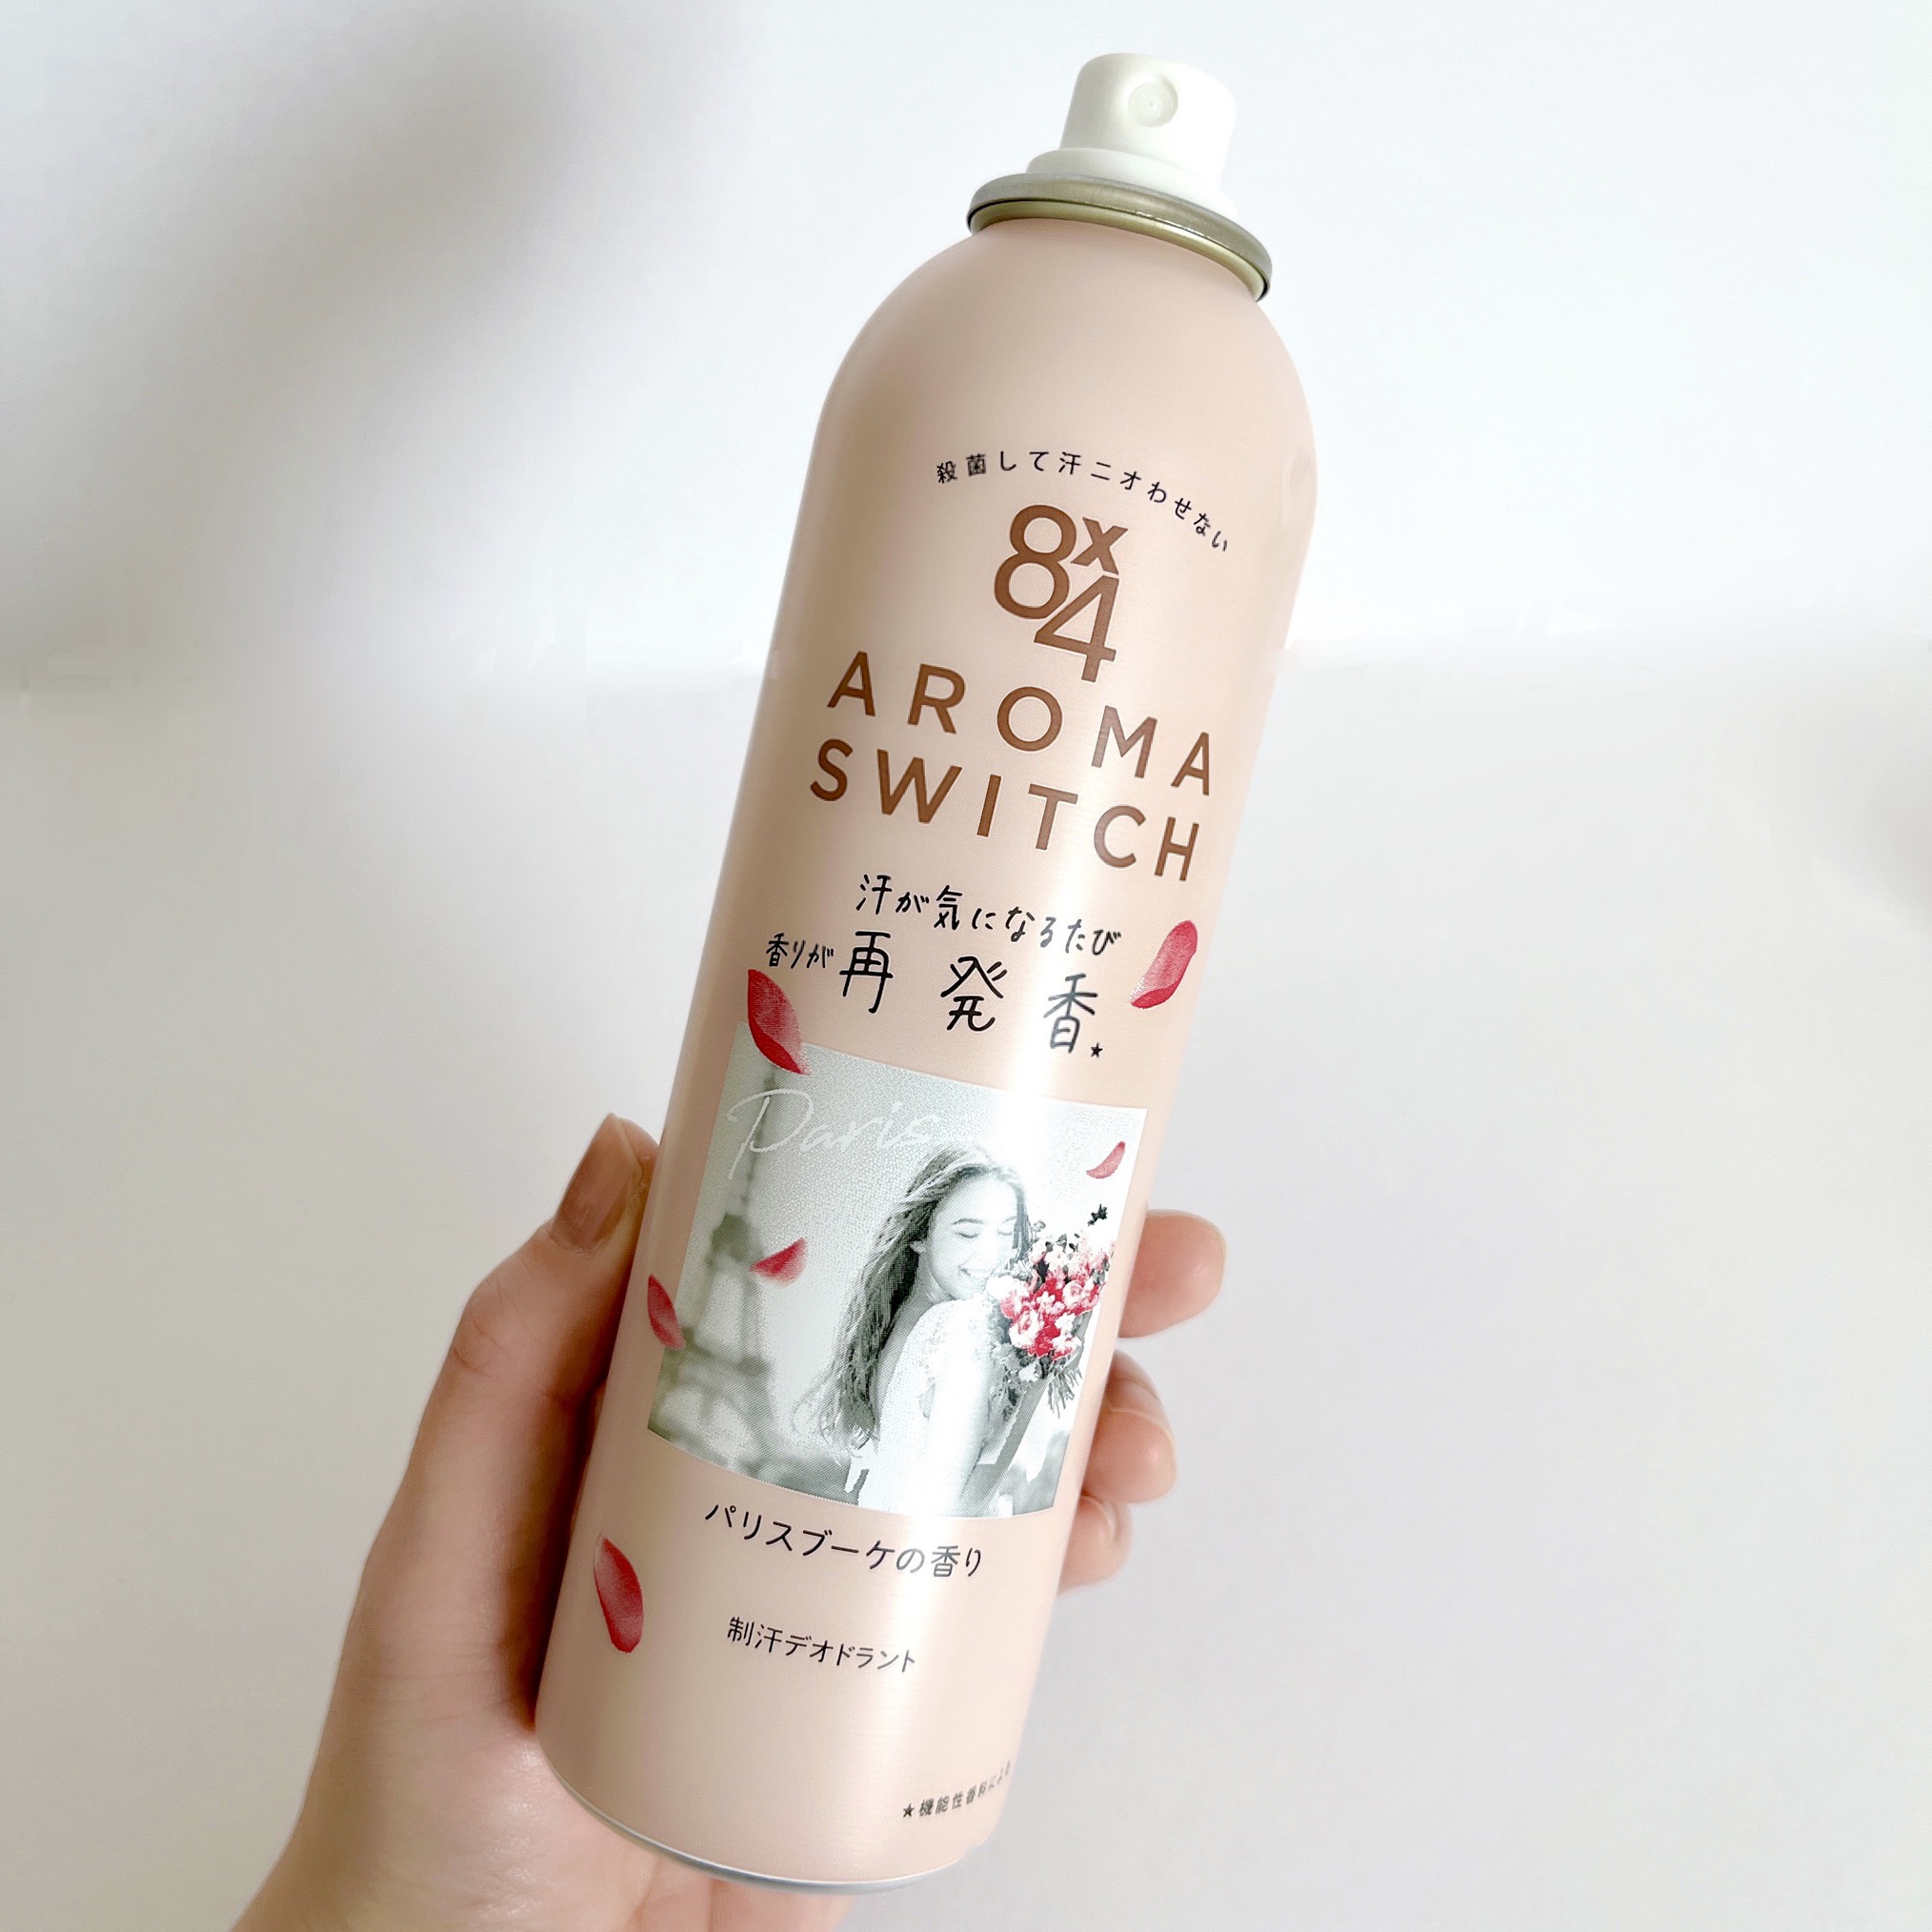 殺菌して汗ニオわせない
8x4
AROMA
SWITCH
汗が気になるたび
香りが再発香★
Paris
パリスブーケの香り
制汗デオドラント
★機能性香料による